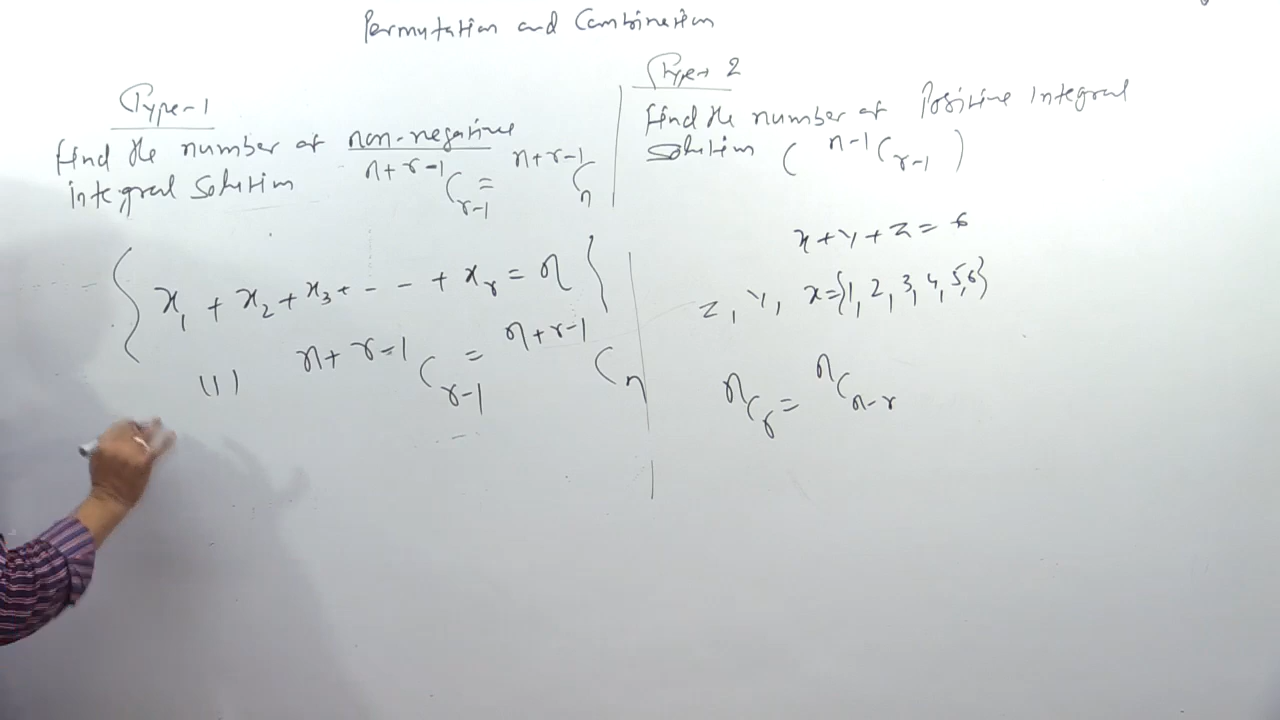 Permutation and Combination
Type-1
Find the number of non-negative
integral solution n+r-1Cr-1 = n+r-1Cn
{ x1 + x2 + x3 + - - + xr = n }
(1) n+r-1Cr-1 = n+r-1Cn
Type 2
Find the number of Positive Integral
Solution ( n-1Cr-1 )
x+y+z = 6
z, y, x={1, 2, 3, 4, 5, 6}
nCr = nCn-r